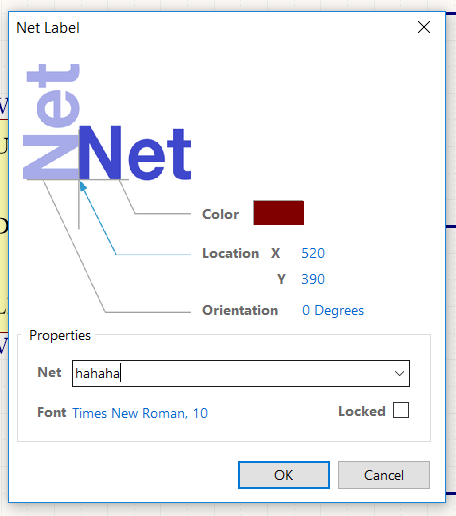 Net Label
Net
Net
Color
Location X 520
Y 390
Orientation 0 Degrees
Properties
Net hahaha
Font Times New Roman, 10 Locked
OK Cancel